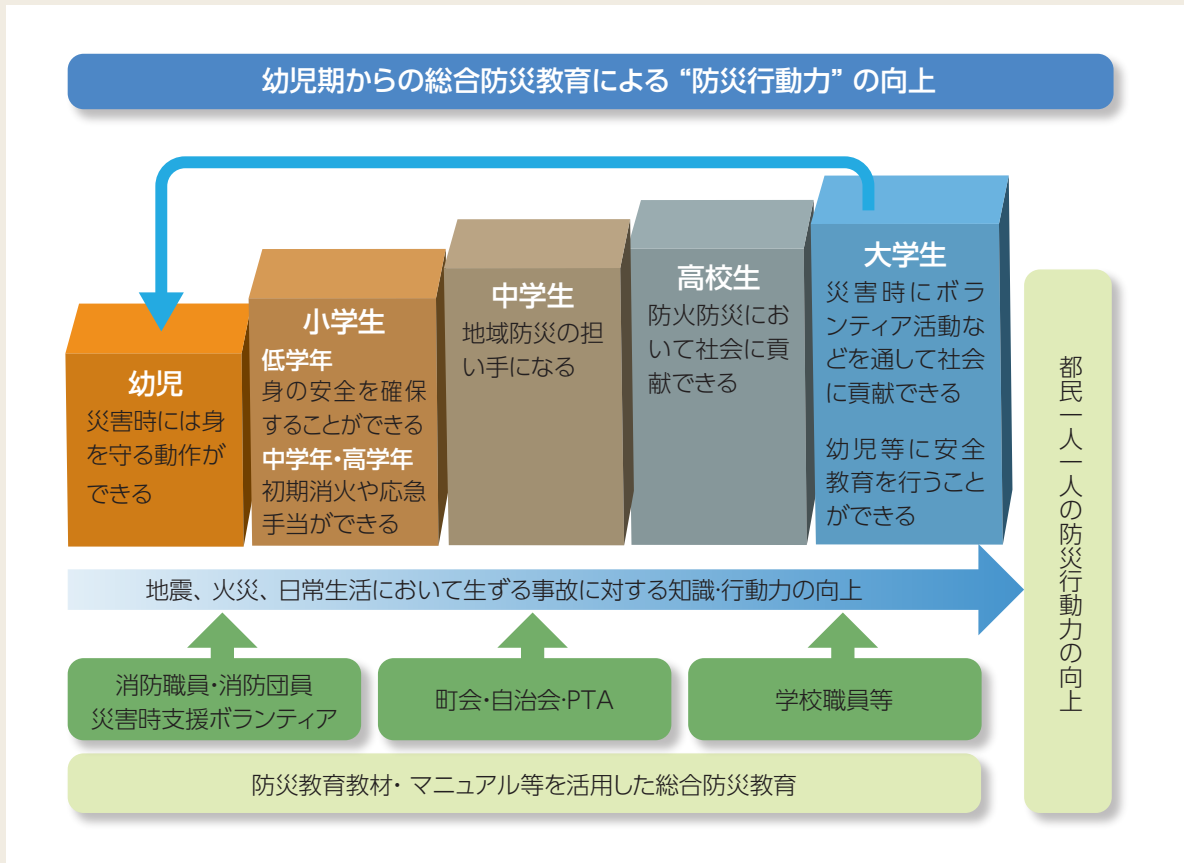 幼児期からの総合防災教育による “防災行動力” の向上
幼児
災害時には身
を守る動作が
できる
小学生
低学年
身の安全を確保
することができる
中学年・高学年
初期消火や応急
手当ができる
中学生
地域防災の担
い手になる
高校生
防火防災にお
いて社会に貢
献できる
大学生
災害時にボラ
ンティア活動な
どを通して社会
に貢献できる
幼児等に安全
教育を行うこと
ができる
地震、火災、日常生活において生ずる事故に対する知識・行動力の向上
消防職員・消防団員
災害時支援ボランティア
町会・自治会・PTA
学校職員等
防災教育教材・ マニュアル等を活用した総合防災教育
都民一人一人の防災行動力の向上